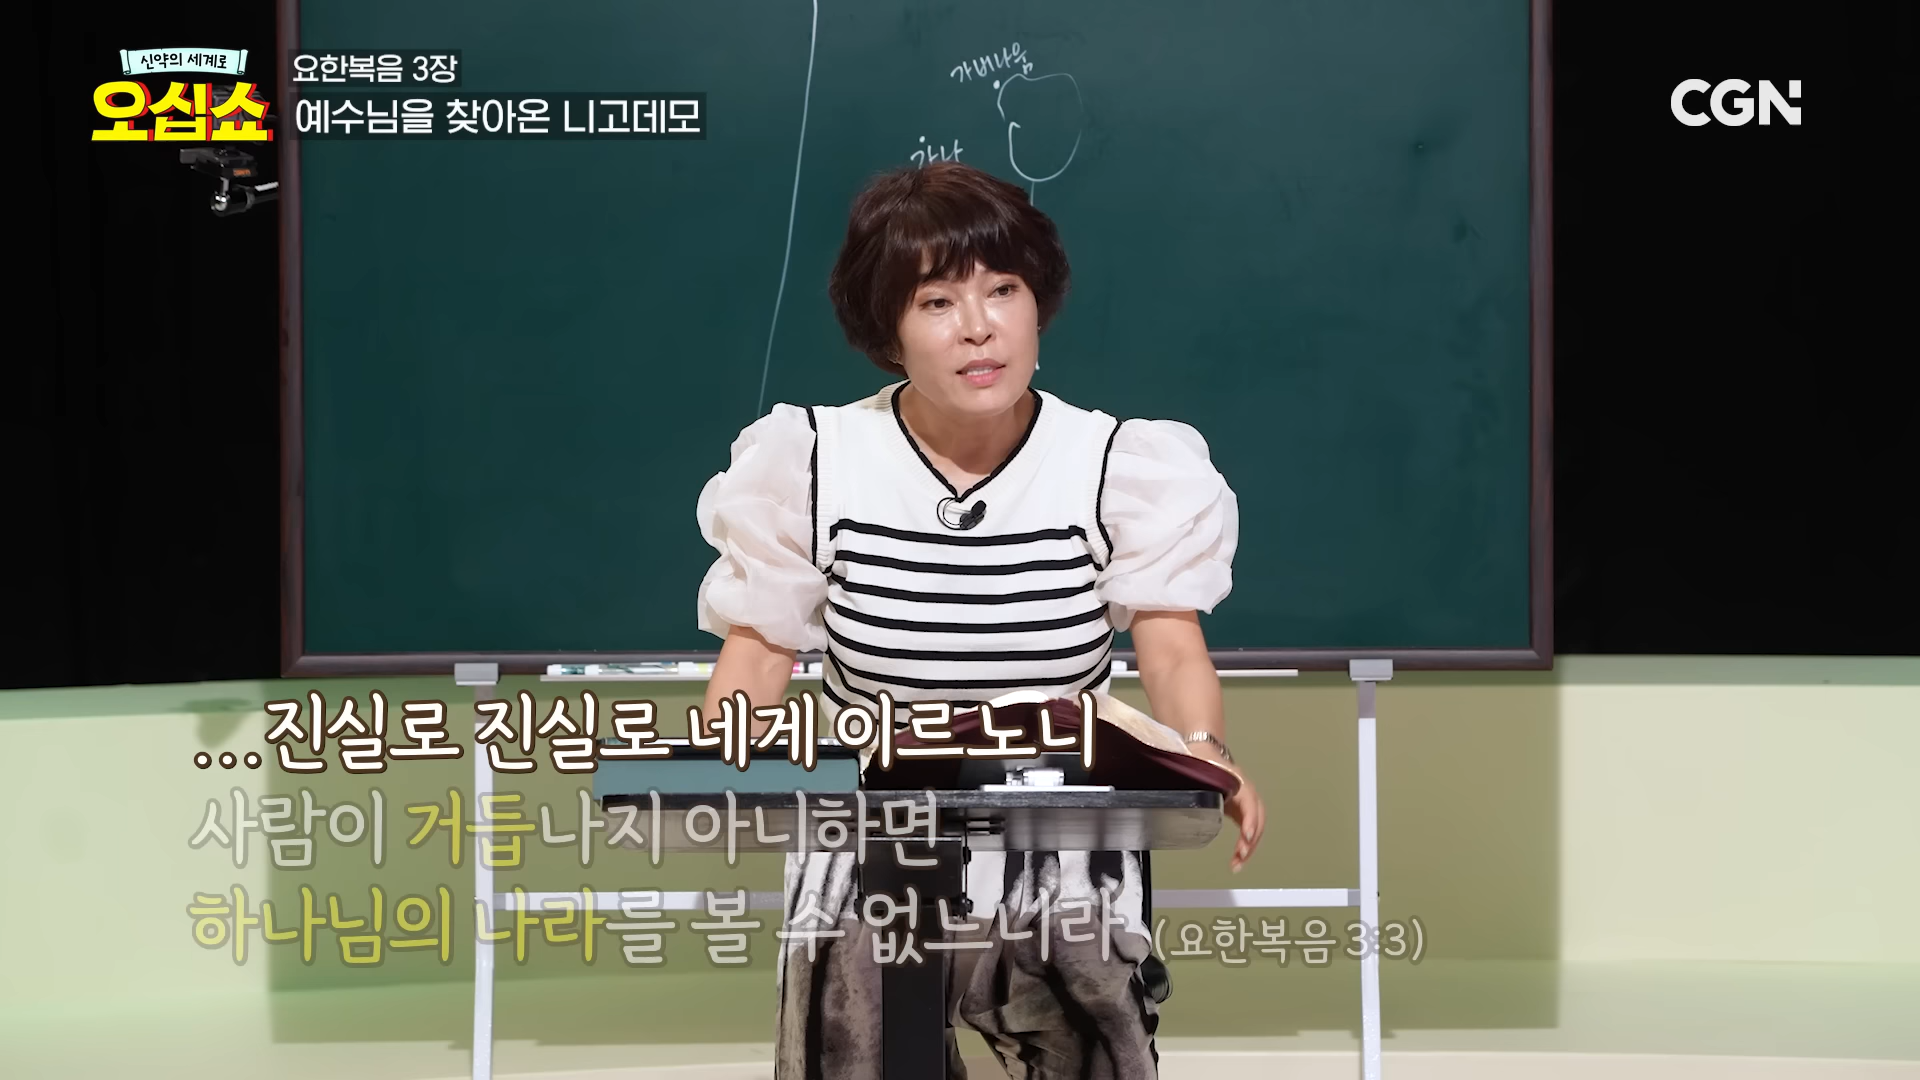 신약의 세계로
오십쇼
요한복음 3장
예수님을 찾아온 니고데모
CGN
가버나움
가나
...진실로 진실로 네게 이르노니
사람이 거듭나지 아니하면
하나님의 나라를 볼 수 없느니라 (요한복음 3:3)